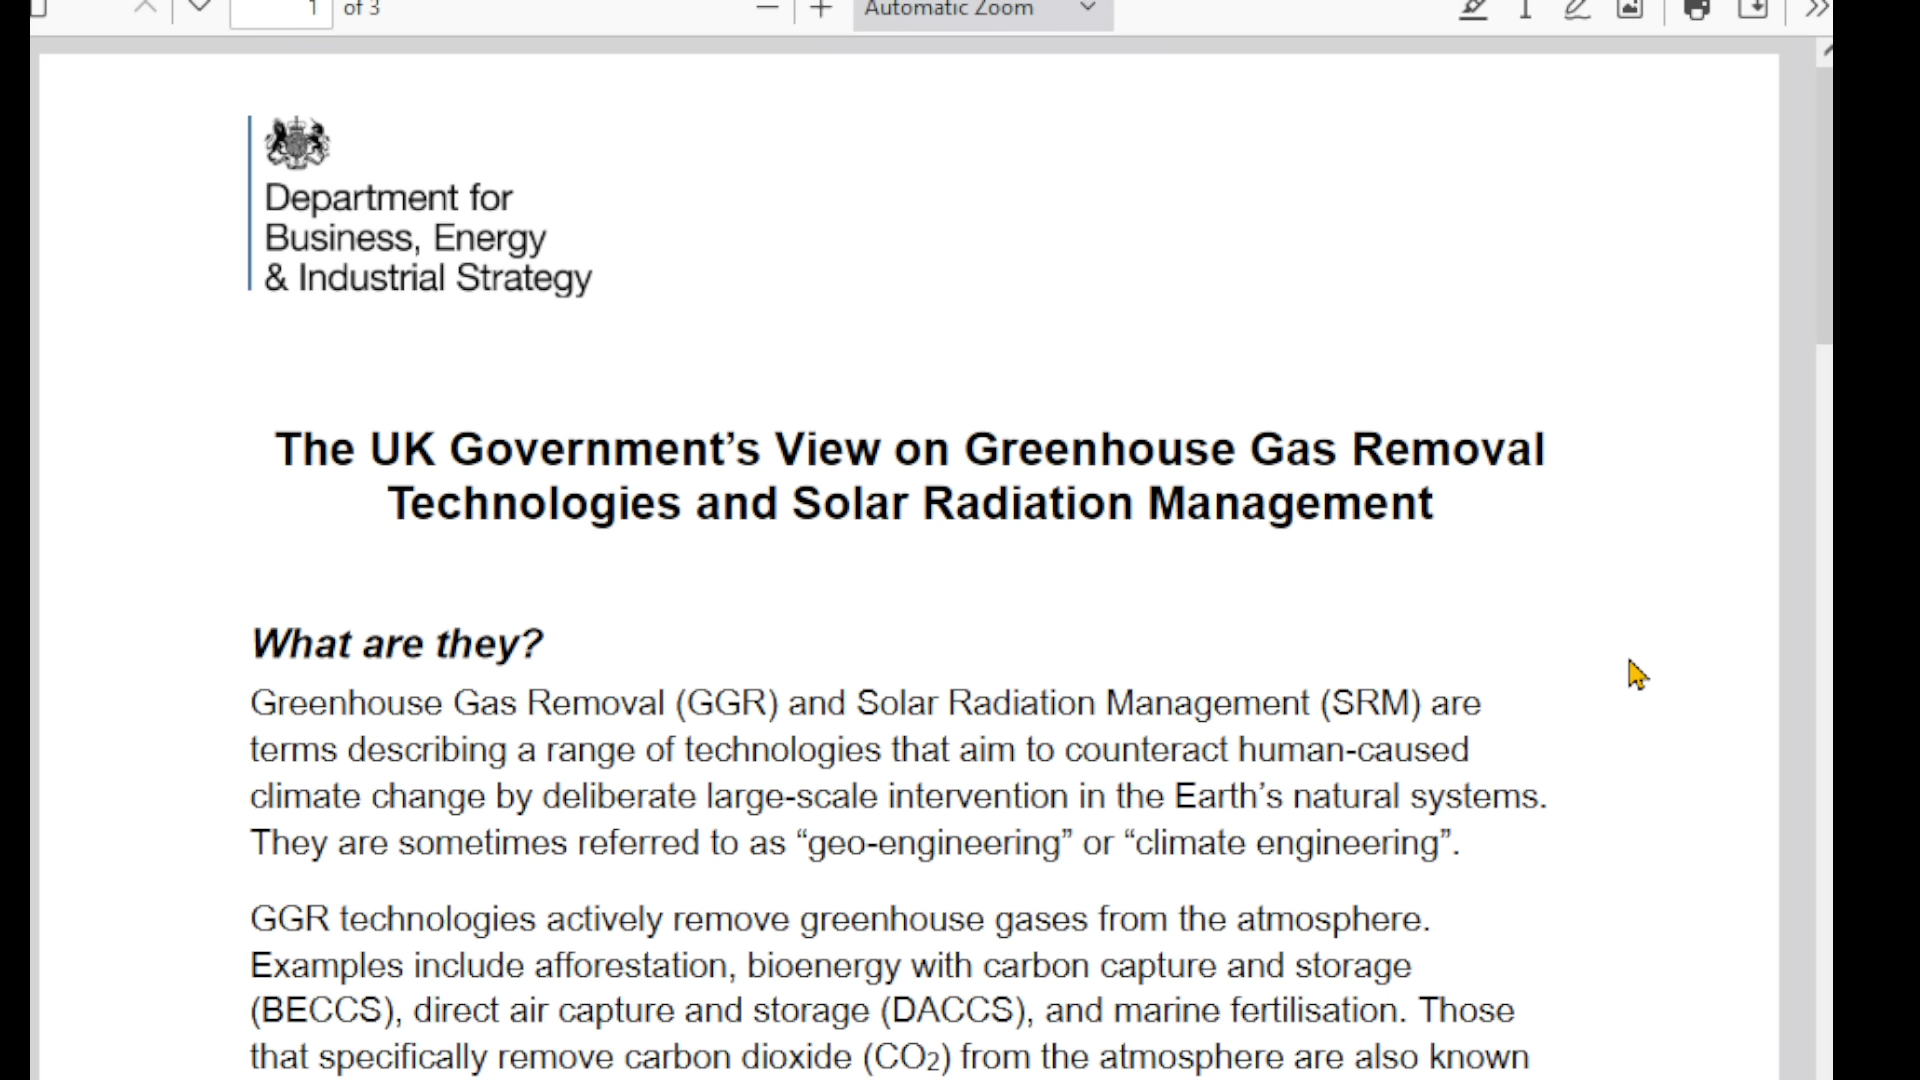 1 of 3
Automatic Zoom
Department for
Business, Energy
& Industrial Strategy
The UK Government’s View on Greenhouse Gas Removal
Technologies and Solar Radiation Management
What are they?
Greenhouse Gas Removal (GGR) and Solar Radiation Management (SRM) are
terms describing a range of technologies that aim to counteract human-caused
climate change by deliberate large-scale intervention in the Earth’s natural systems.
They are sometimes referred to as “geo-engineering” or “climate engineering”.
GGR technologies actively remove greenhouse gases from the atmosphere.
Examples include afforestation, bioenergy with carbon capture and storage
(BECCS), direct air capture and storage (DACCS), and marine fertilisation. Those
that specifically remove carbon dioxide (CO2) from the atmosphere are also known